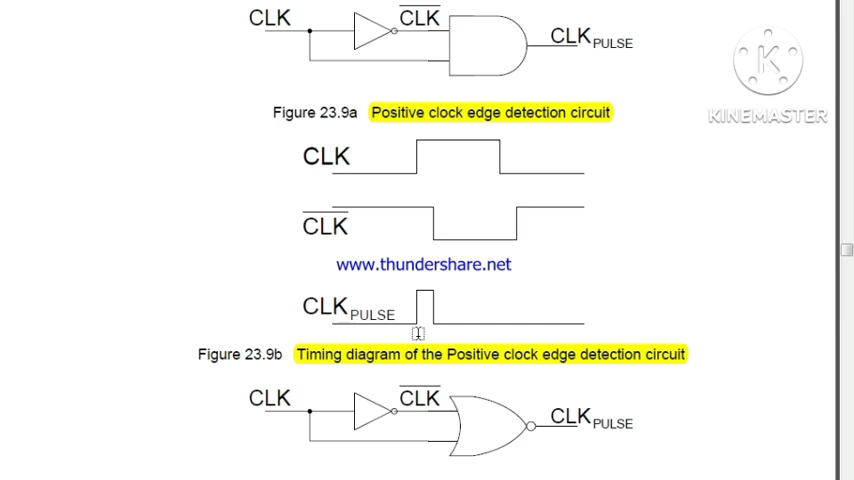 CLK
CLK
CLK PULSE
K
KINEMASTER
Figure 23.9a Positive clock edge detection circuit
CLK
CLK
www.thundershare.net
CLK PULSE
Figure 23.9b Timing diagram of the Positive clock edge detection circuit
CLK
CLK
CLK PULSE